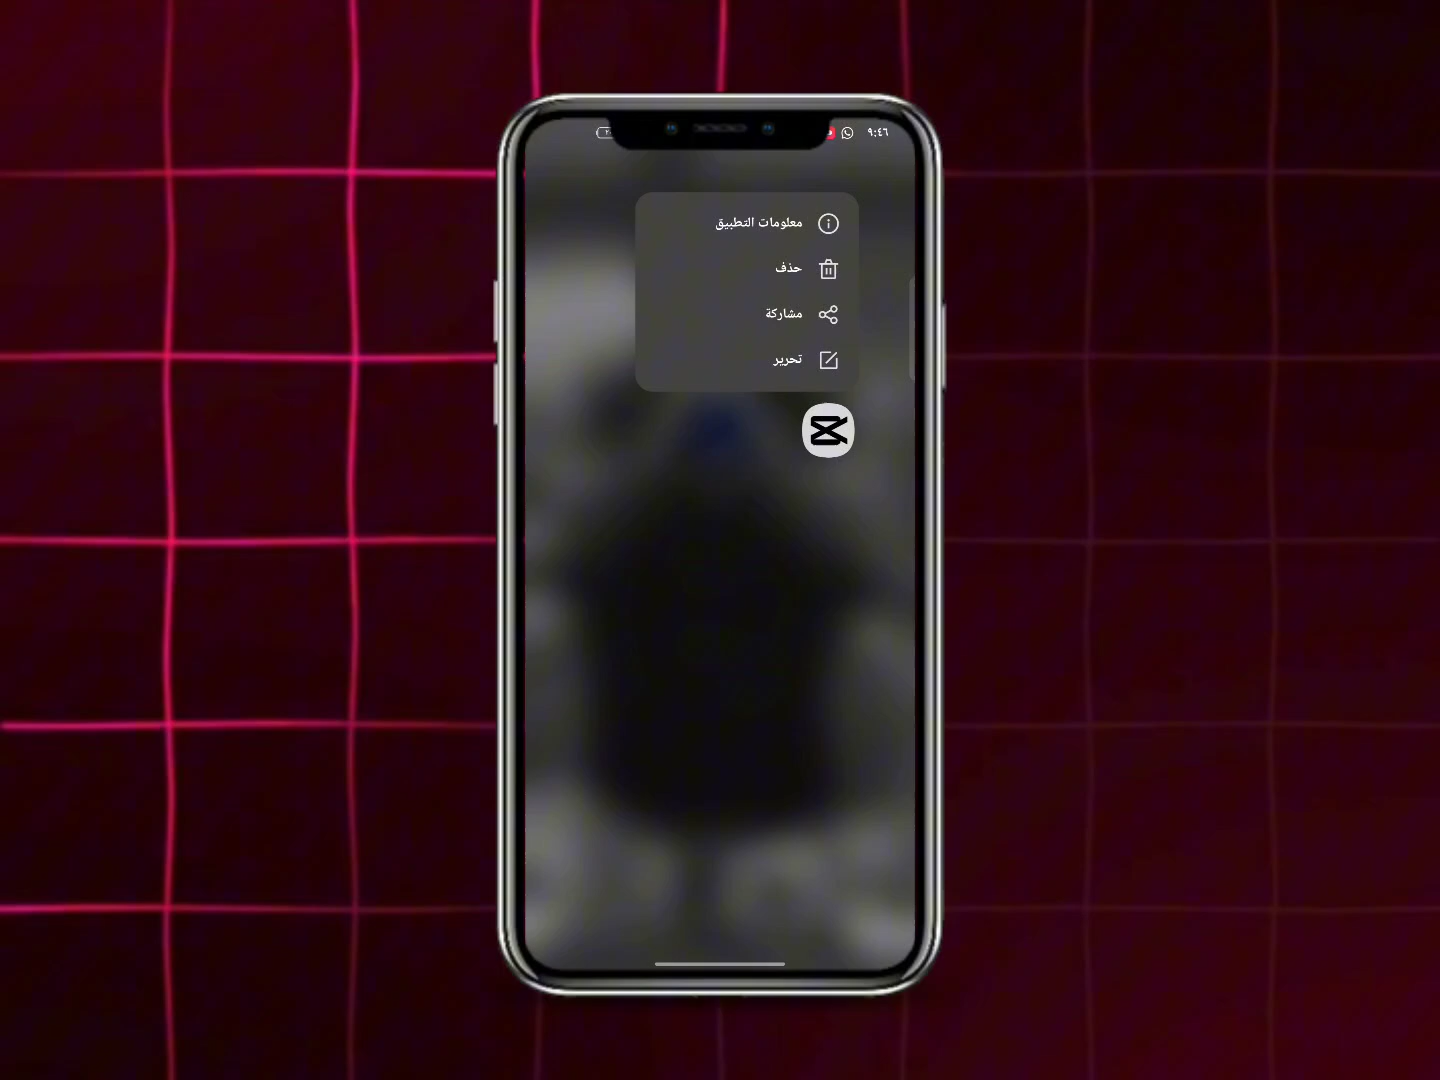 ٩:٤٦
معلومات التطبيق
حذف
مشاركة
تحرير